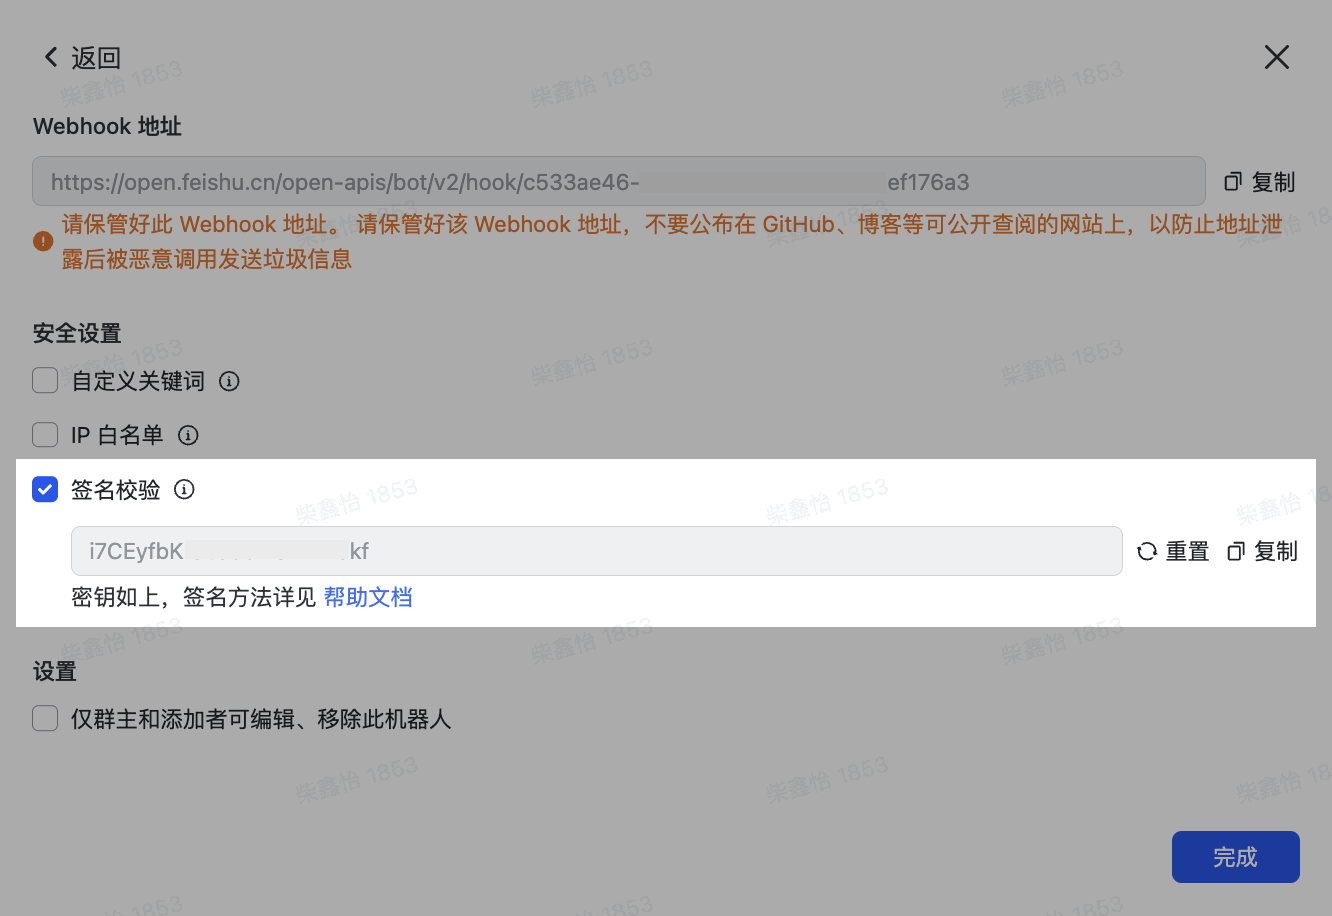 返回
Webhook 地址
https://open.feishu.cn/open-apis/bot/v2/hook/c533ae46- ef176a3 复制
请保管好此 Webhook 地址。 请保管好该 Webhook 地址，不要公布在 GitHub、博客等可公开查阅的网站上，以防止地址泄
露后被恶意调用发送垃圾信息
安全设置
自定义关键词
IP 白名单
签名校验
i7CEyfbK kf 重置 复制
密钥如上，签名方法详见 帮助文档
设置
仅群主和添加者可编辑、移除此机器人
完成
柴鑫怡 1853